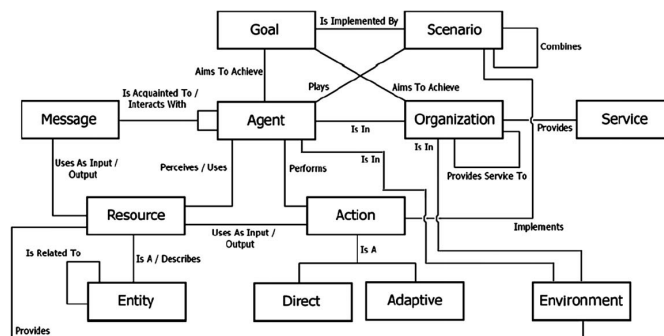 Goal
Is Implemented By
Scenario
Combines
Aims To Achieve
Plays
Aims To Achieve
Is Acquainted To /
Interacts With
Message
Agent
Is In
Organization
Provides
Service
Is In
Is In
Uses As Input /
Output
Perceives / Uses
Performs
Provides Service To
Resource
Uses As Input /
Output
Action
Implements
Is Related To
Is A / Describes
Is A
Entity
Direct
Adaptive
Environment
Provides